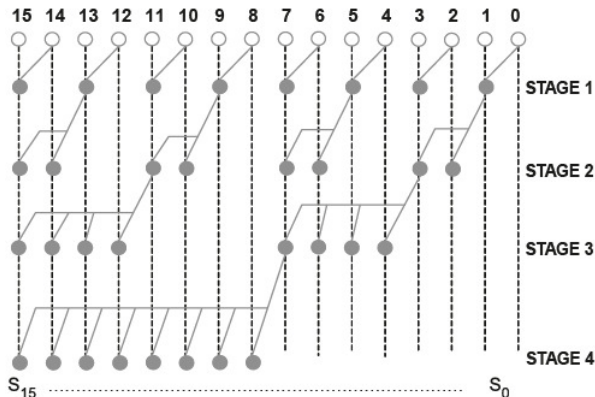 15 14 13 12 11 10 9 8 7 6 5 4 3 2 1 0
STAGE 1
STAGE 2
STAGE 3
STAGE 4
S15 ........................................................ S0